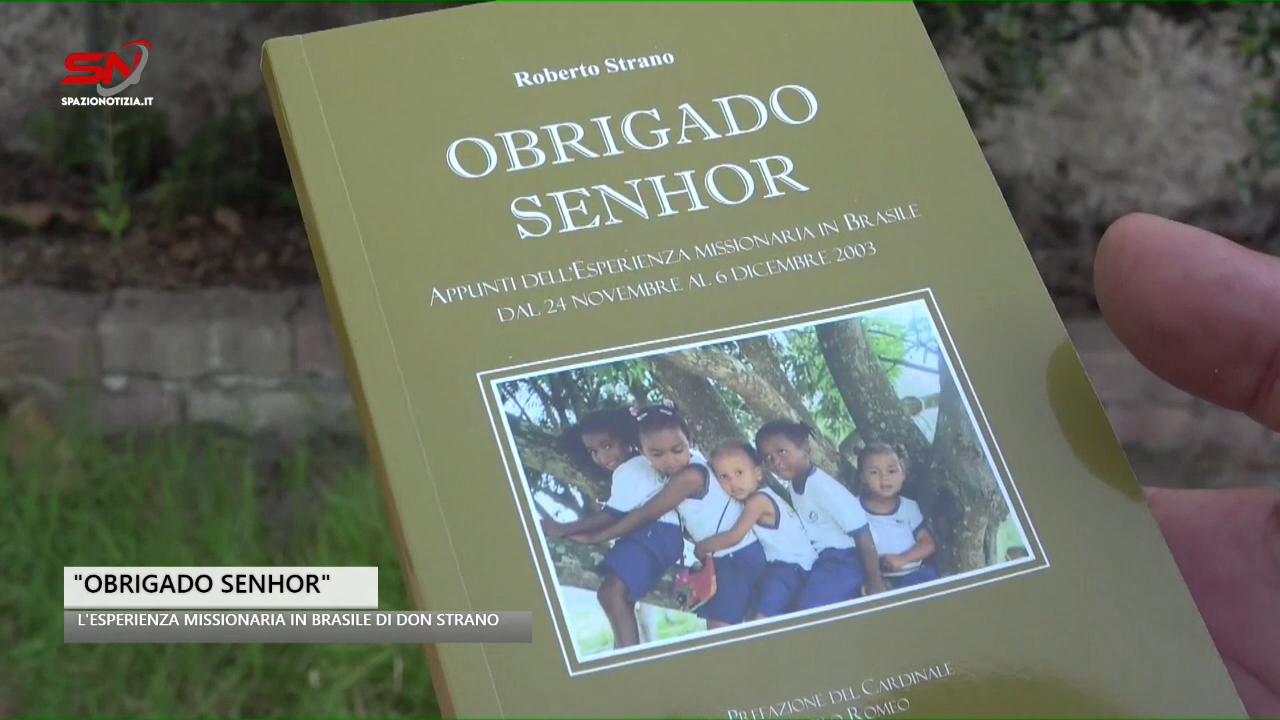 SN
SPAZIONOTIZIA.IT
Roberto Strano
OBRIGADO
SENHOR
APPUNTI DELL'ESPERIENZA MISSIONARIA IN BRASILE
DAL 24 NOVEMBRE AL 6 DICEMBRE 2003
PREFAZIONE DEL CARDINALE
ROMEO
"OBRIGADO SENHOR"
L'ESPERIENZA MISSIONARIA IN BRASILE DI DON STRANO